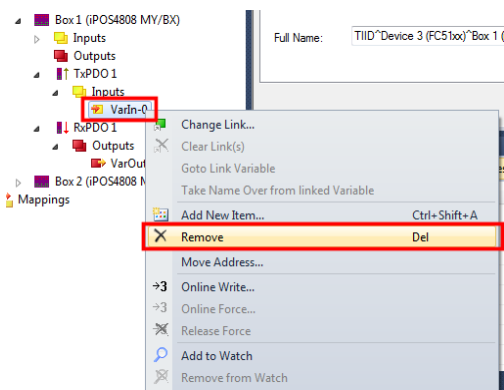 Box 1 (iPOS4808 MY/BX)
Inputs
Outputs
TxPDO 1
Inputs
VarIn-0
RxPDO 1
Outputs
VarOut
Box 2 (iPOS4808 M
Mappings
Full Name: TIID^Device 3 (FC51xx)^Box 1 (
Change Link...
Clear Link(s)
Goto Link Variable
Take Name Over from linked Variable
Add New Item... Ctrl+Shift+A
Remove Del
Move Address...
Online Write...
Online Force...
Release Force
Add to Watch
Remove from Watch